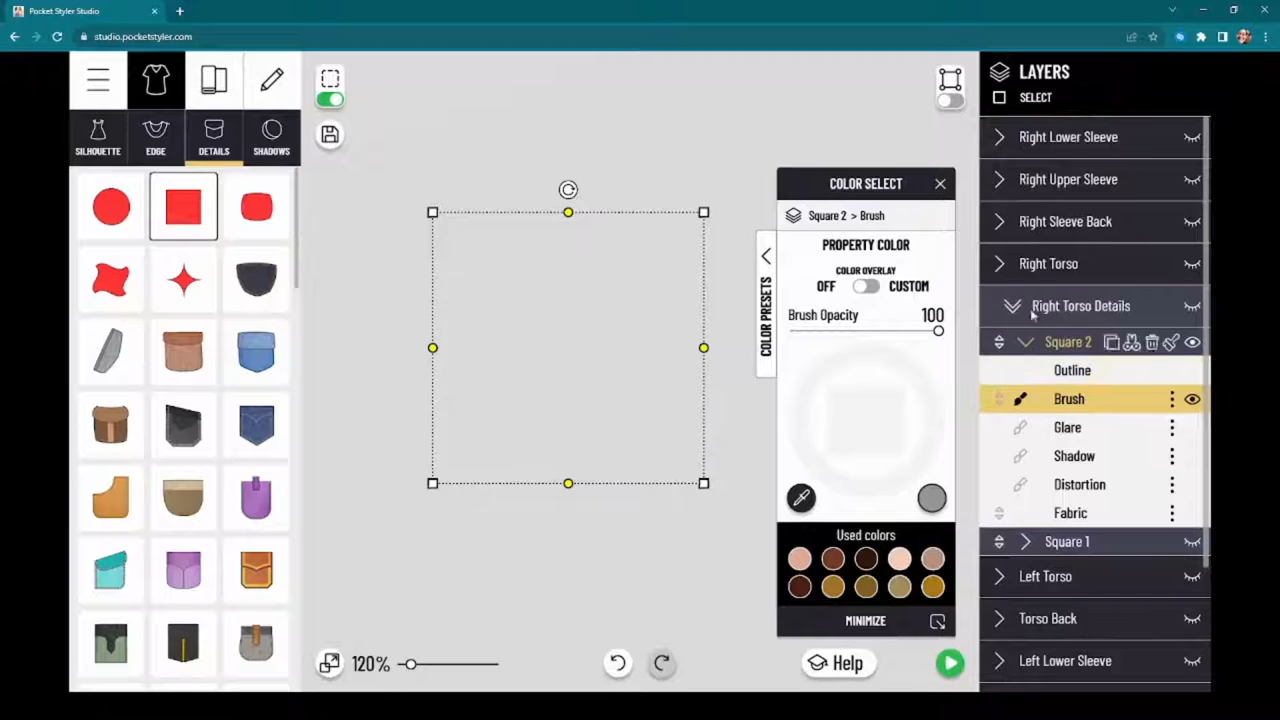 Pocket Styler Studio
studio.pocketstyler.com
SILHOUETTE
EDGE
DETAILS
SHADOWS
LAYERS
SELECT
Right Lower Sleeve
Right Upper Sleeve
Right Sleeve Back
Right Torso
Right Torso Details
Square 2
Outline
Brush
Glare
Shadow
Distortion
Fabric
Square 1
Left Torso
Torso Back
Left Lower Sleeve
COLOR SELECT
Square 2 > Brush
PROPERTY COLOR
COLOR OVERLAY
OFF CUSTOM
Brush Opacity 100
COLOR PRESETS
Used colors
MINIMIZE
120%
Help